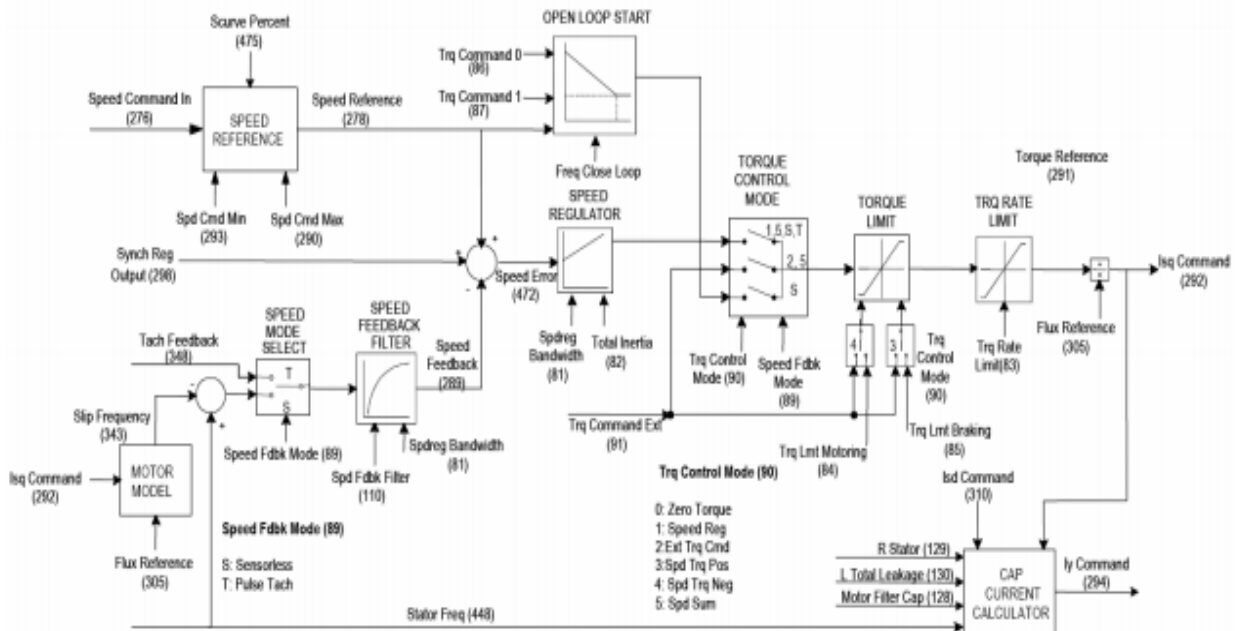 Scurve Percent
(475)
Speed Command In
(276)
SPEED
REFERENCE
Speed Reference
(278)
Spd Cmd Min
(293)
Spd Cmd Max
(290)
OPEN LOOP START
Trq Command 0
(86)
Trq Command 1
(87)
Freq Close Loop
Synch Reg
Output (298)
+
+
-
Speed Error
(472)
SPEED
REGULATOR
Spdreg
Bandwidth
(81)
Total Inertia
(82)
TORQUE
CONTROL
MODE
1,5,S,T
2, 5
S
Trq Control
Mode (90)
Speed Fdbk
Mode
(89)
TORQUE
LIMIT
TRQ RATE
LIMIT
Torque Reference
(291)
Isq Command
(292)
Flux Reference
(305)
Trq Rate
Limit(83)
4
3
Trq
Control
Mode
(90)
Trq Command Ext
(91)
Trq Lmt Motoring
(84)
Trq Lmt Braking
(85)
Tach Feedback
(348)
SPEED
MODE
SELECT
T
S
SPEED
FEEDBACK
FILTER
Speed
Feedback
(289)
-
+
Slip Frequency
(343)
Speed Fdbk Mode (89)
Spdreg Bandwidth
(81)
Spd Fdbk Filter
(110)
Isq Command
(292)
MOTOR
MODEL
Flux Reference
(305)
Speed Fdbk Mode (89)
S: Sensorless
T: Pulse Tach
Trq Control Mode (90)
0: Zero Torque
1: Speed Reg
2:Ext Trq Cmd
3:Spd Trq Pos
4: Spd Trq Neg
5: Spd Sum
Isd Command
(310)
R Stator (129)
L Total Leakage (130)
Motor Filter Cap (128)
Stator Freq (448)
CAP
CURRENT
CALCULATOR
Iy Command
(294)